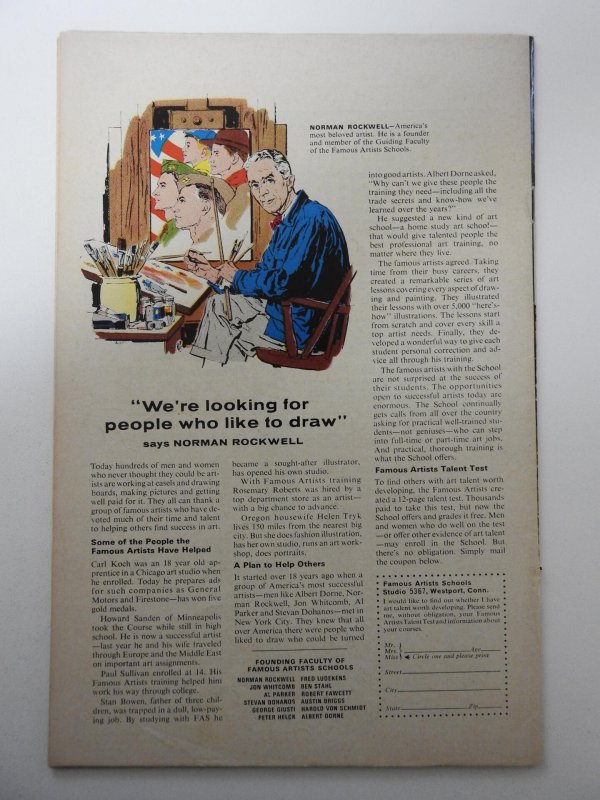 NORMAN ROCKWELL—America's
most beloved artist. He is a founder
and member of the Guiding Faculty
of the Famous Artists Schools.
"We're looking for
people who like to draw"
says NORMAN ROCKWELL
Today hundreds of men and women
who never thought they could be art-
ists are working at easels and drawing
boards, making pictures and getting
well paid for it. They all can thank a
group of famous artists who have de-
voted much of their time and talent
to helping others find success in art.
Some of the People the
Famous Artists Have Helped
Carl Koch was an 18 year old ap-
prentice in a Chicago art studio when
he enrolled. Today he prepares ads
for such companies as General
Motors and Firestone—has won five
gold medals.
Howard Sanden of Minneapolis
took the Course while still in high
school. He is now a successful artist
—last year he and his wife traveled
through Europe and the Middle East
on important art assignments.
Paul Sullivan enrolled at 14. His
Famous Artists training helped him
work his way through college.
Stan Bowen, father of three chil-
dren, was trapped in a dull, low-pay-
ing job. By studying with FAS he
became a sought-after illustrator,
has opened his own studio.
With Famous Artists training
Rosemary Roberts was hired by a
top department store as an artist—
with a big chance to advance.
Oregon housewife Helen Tryk
lives 150 miles from the nearest big
city. But she does fashion illustration,
has her own studio, runs an art work-
shop, does portraits.
A Plan to Help Others
It started over 18 years ago when a
group of America's most successful
artists—men like Albert Dorne, Nor-
man Rockwell, Jon Whitcomb, Al
Parker and Stevan Dohanos—met in
New York City. They knew that all
over America there were people who
liked to draw who could be turned
FOUNDING FACULTY OF
FAMOUS ARTISTS SCHOOLS
NORMAN ROCKWELL FRED LUDEKENS
JON WHITCOMB BEN STAHL
AL PARKER ROBERT FAWCETT
STEVAN DOHANOS AUSTIN BRIGGS
GEORGE GIUSTI HAROLD VON SCHMIDT
PETER HELCK ALBERT DORNE
into good artists. Albert Dorne asked,
"Why can't we give these people the
training they need—including all the
trade secrets and know-how we've
learned over the years?"
He suggested a new kind of art
school—a home study art school—
that would give talented people the
best professional art training, no
matter where they live.
The famous artists agreed. Taking
time from their busy careers, they
created a remarkable series of art
lessons covering every aspect of draw-
ing and painting. They illustrated
their lessons with over 5,000 "here's-
how" illustrations. The lessons start
from scratch and cover every skill a
top artist needs. Finally, they de-
veloped a wonderful way to give each
student personal correction and ad-
vice all through his training.
The famous artists with the School
are not surprised at the success of
their students. The opportunities
open to successful artists today are
enormous. The School continually
gets calls from all over the country
asking for practical well-trained stu-
dents—not geniuses—who can step
into full-time or part-time art jobs.
And practical, thorough training is
what the School offers.
Famous Artists Talent Test
To find others with art talent worth
developing, the Famous Artists cre-
ated a 12-page talent test. Thousands
paid to take this test, but now the
School offers and grades it free. Men
and women who do well on the test
—or offer other evidence of art talent
—may enroll in the School. But
there's no obligation. Simply mail
the coupon below.
Famous Artists Schools
Studio 5367, Westport, Conn.
I would like to find out whether I have
art talent worth developing. Please send
me, without obligation, your Famous
Artists Talent Test and information about
your courses.
Mr.
Mrs. Age
Miss Circle one and please print
Street
City
State Zip